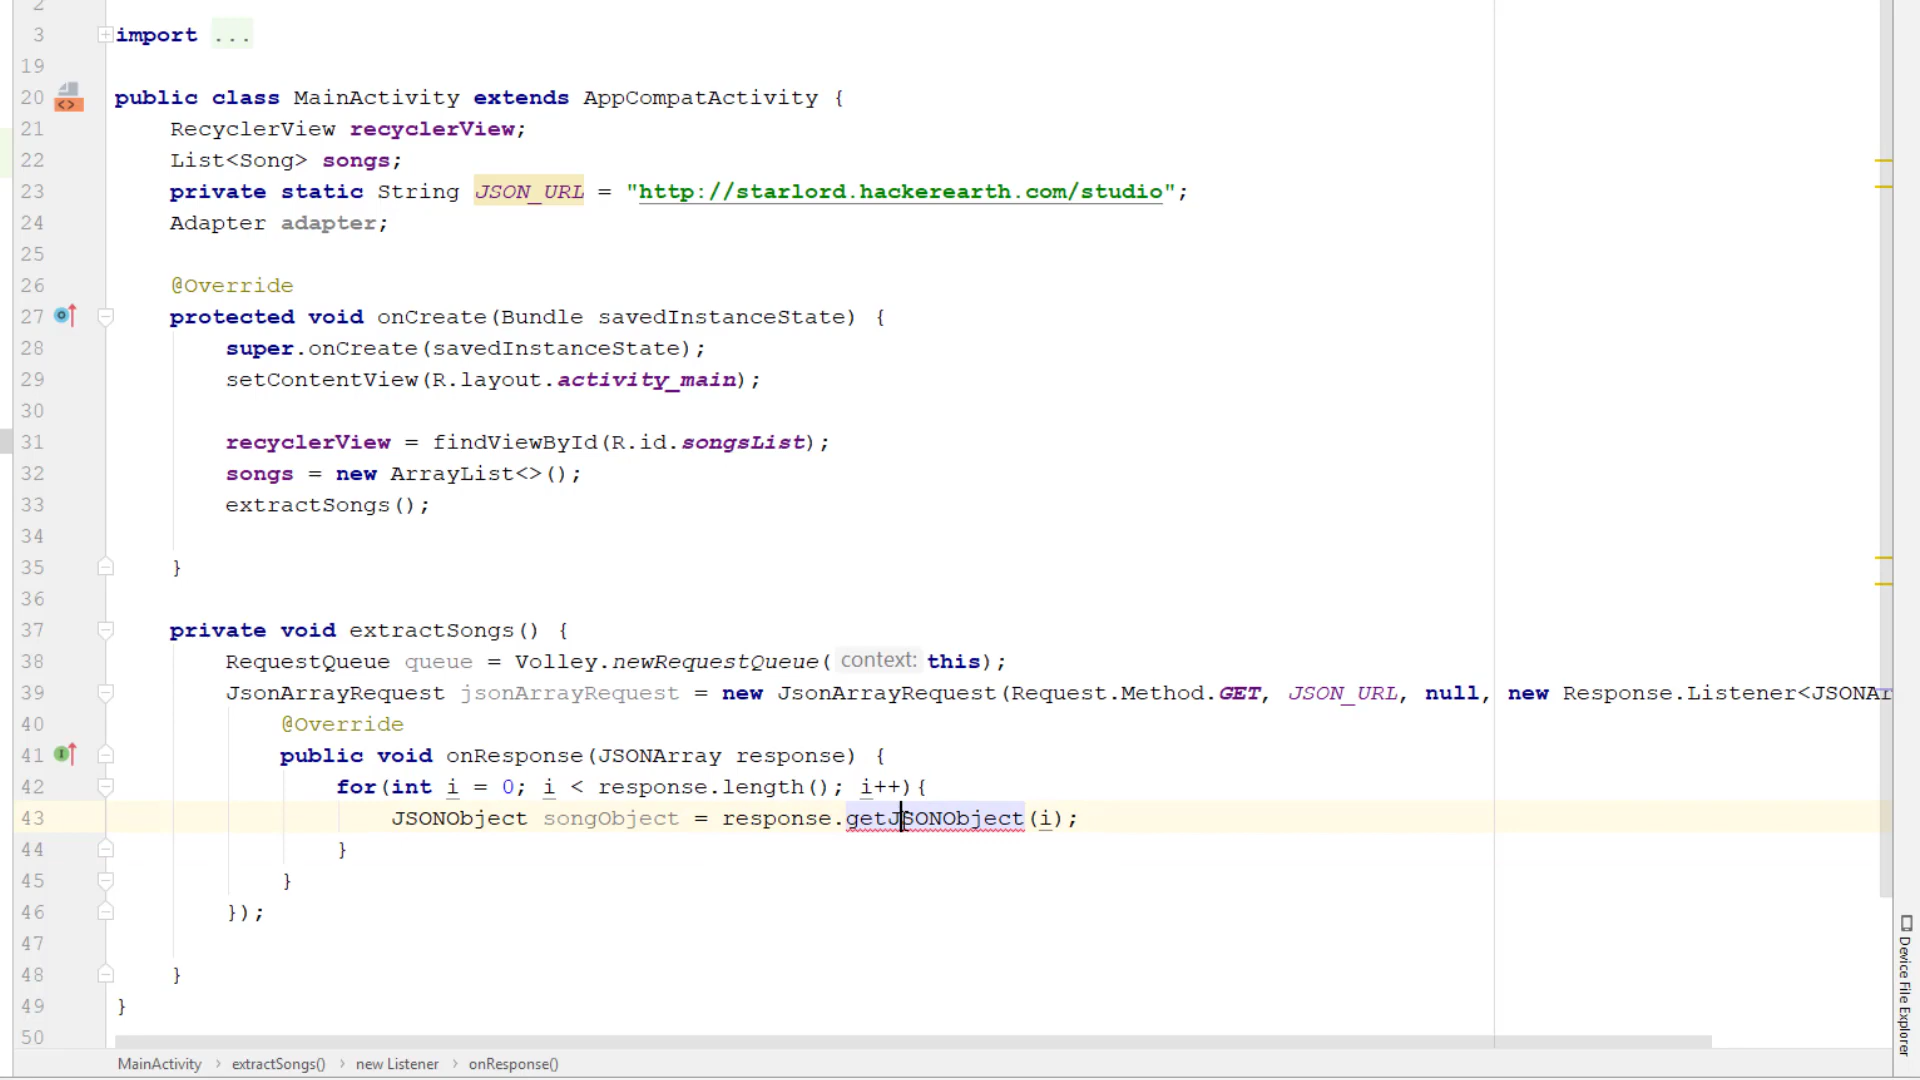 2
3 import ...
19
20 public class MainActivity extends AppCompatActivity {
21 RecyclerView recyclerView;
22 List<Song> songs;
23 private static String JSON_URL = "http://starlord.hackerearth.com/studio";
24 Adapter adapter;
25
26 @Override
27 protected void onCreate(Bundle savedInstanceState) {
28 super.onCreate(savedInstanceState);
29 setContentView(R.layout.activity_main);
30
31 recyclerView = findViewById(R.id.songsList);
32 songs = new ArrayList<>();
33 extractSongs();
34
35 }
36
37 private void extractSongs() {
38 RequestQueue queue = Volley.newRequestQueue( context: this);
39 JsonArrayRequest jsonArrayRequest = new JsonArrayRequest(Request.Method.GET, JSON_URL, null, new Response.Listener<JSONAr
40 @Override
41 public void onResponse(JSONArray response) {
42 for(int i = 0; i < response.length(); i++){
43 JSONObject songObject = response.getJSONObject(i);
44 }
45 }
46 });
47
48 }
49 }
50
MainActivity › extractSongs() › new Listener › onResponse()
Device File Explorer